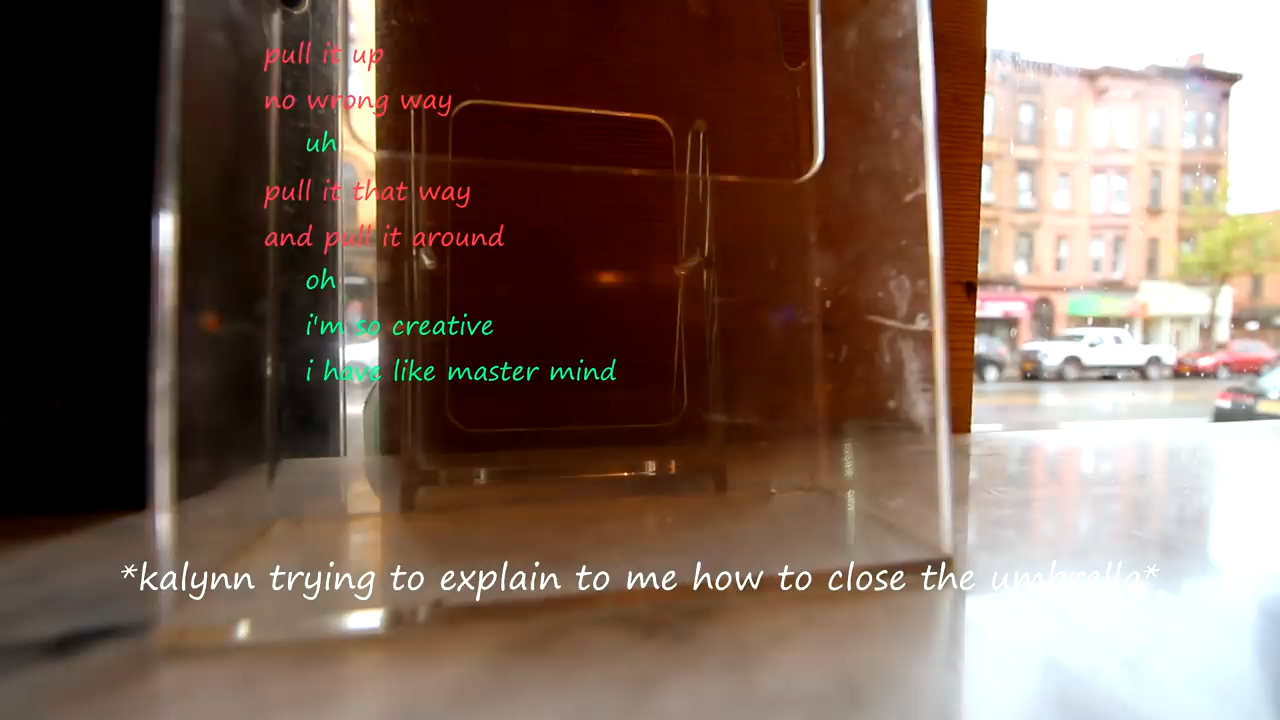 pull it up
no wrong way
uh
pull it that way
and pull it around
oh
i'm so creative
i have like master mind
*kalynn trying to explain to me how to close the umbrella*